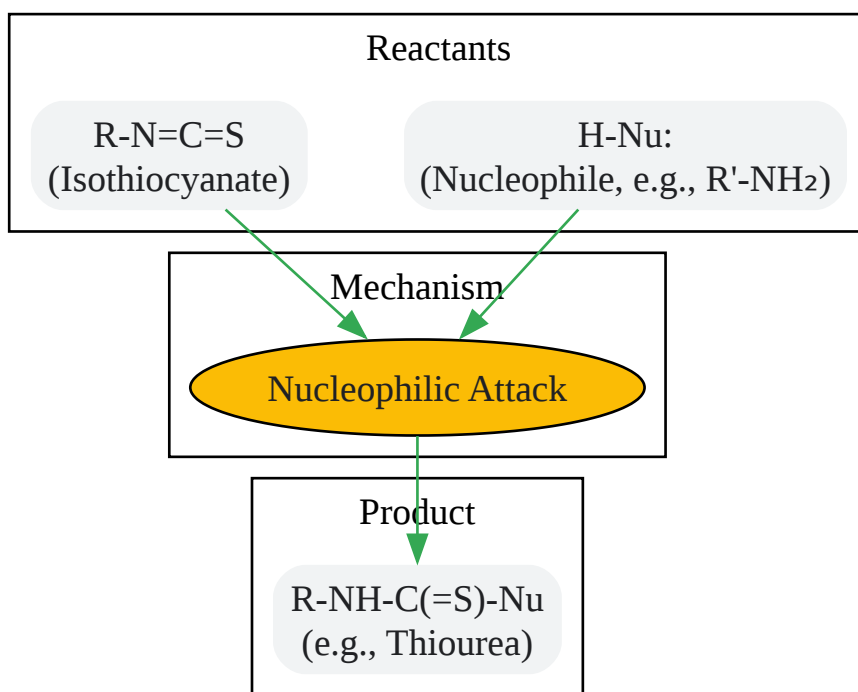 Reactants
R-N=C=S
(Isothiocyanate)
H-Nu:
(Nucleophile, e.g., R'-NH₂)
Mechanism
Nucleophilic Attack
Product
R-NH-C(=S)-Nu
(e.g., Thiourea)